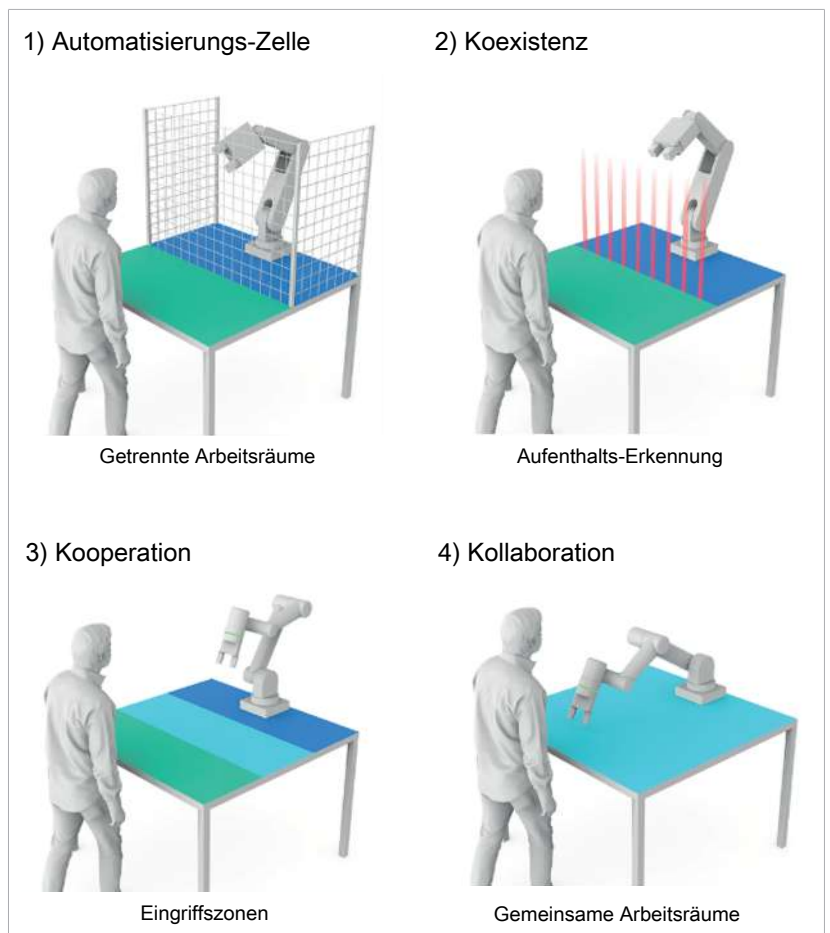 1) Automatisierungs-Zelle
2) Koexistenz
Getrennte Arbeitsräume
Aufenthalts-Erkennung
3) Kooperation
4) Kollaboration
Eingriffszonen
Gemeinsame Arbeitsräume